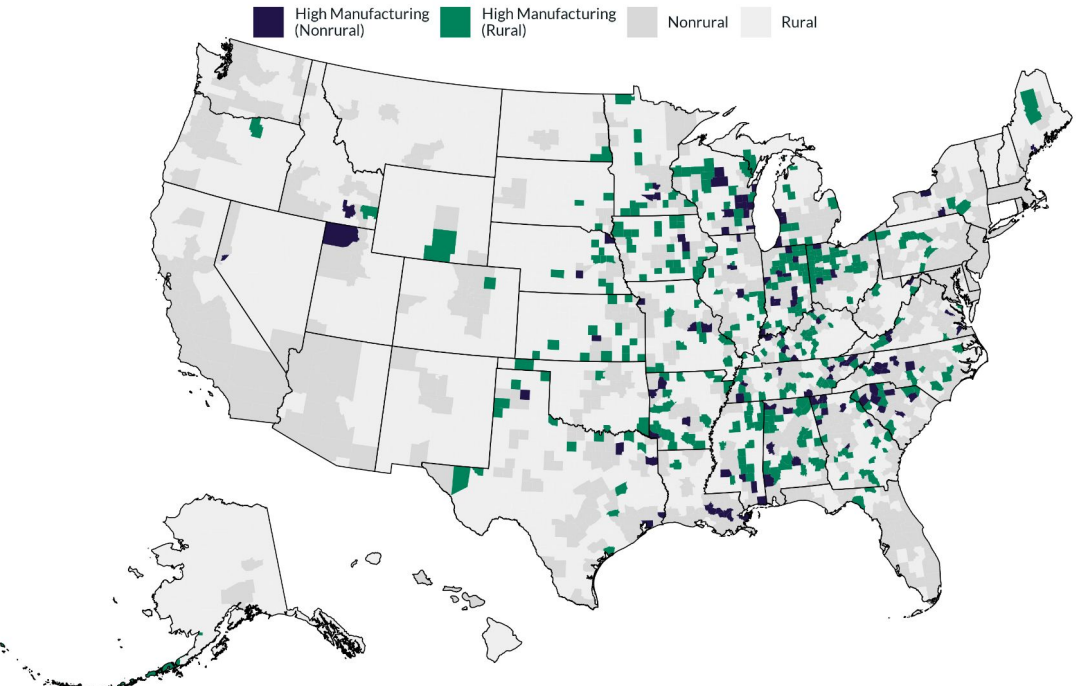 High Manufacturing
(Nonrural)
High Manufacturing
(Rural)
Nonrural
Rural